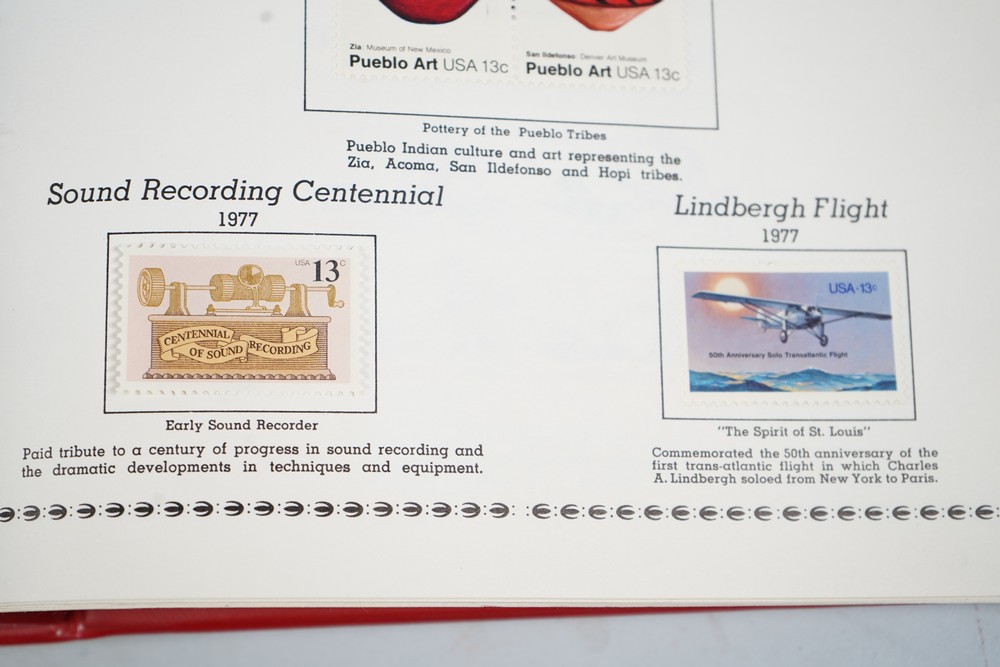 Zia: Museum of New Mexico
Pueblo Art USA 13c
San Ildefonso: Denver Art Museum
Pueblo Art USA 13c
Pottery of the Pueblo Tribes
Pueblo Indian culture and art representing the
Zia, Acoma, San Ildefonso and Hopi tribes.
Sound Recording Centennial
1977
USA 13c
CENTENNIAL
OF SOUND RECORDING
Early Sound Recorder
Paid tribute to a century of progress in sound recording and
the dramatic developments in techniques and equipment.
Lindbergh Flight
1977
USA·13c
50th Anniversary Solo Transatlantic Flight
"The Spirit of St. Louis"
Commemorated the 50th anniversary of the
first trans-atlantic flight in which Charles
A. Lindbergh soloed from New York to Paris.